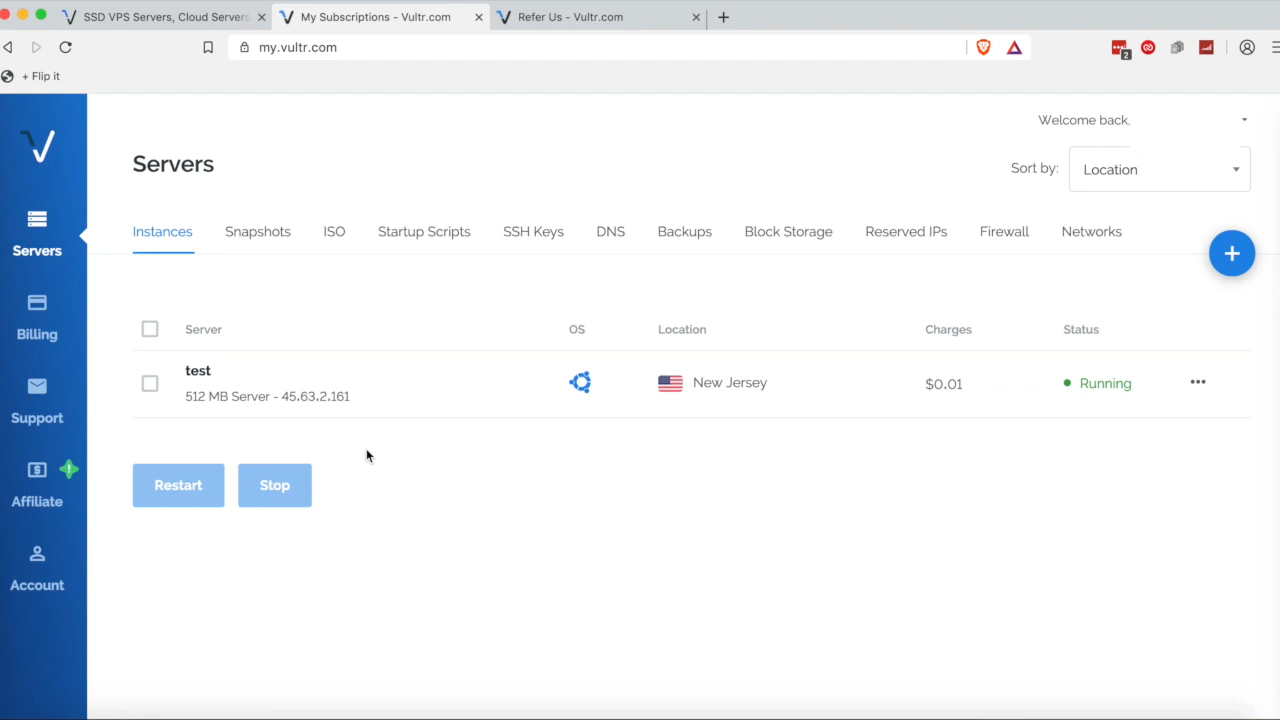 SSD VPS Servers, Cloud Servers
My Subscriptions - Vultr.com
Refer Us - Vultr.com
my.vultr.com
2
+ Flip it
Welcome back,
Servers
Sort by:
Location
Instances
Snapshots
ISO
Startup Scripts
SSH Keys
DNS
Backups
Block Storage
Reserved IPs
Firewall
Networks
Servers
Billing
Support
Affiliate
Account
Server
OS
Location
Charges
Status
test
512 MB Server - 45.63.2.161
New Jersey
$0.01
Running
Restart
Stop